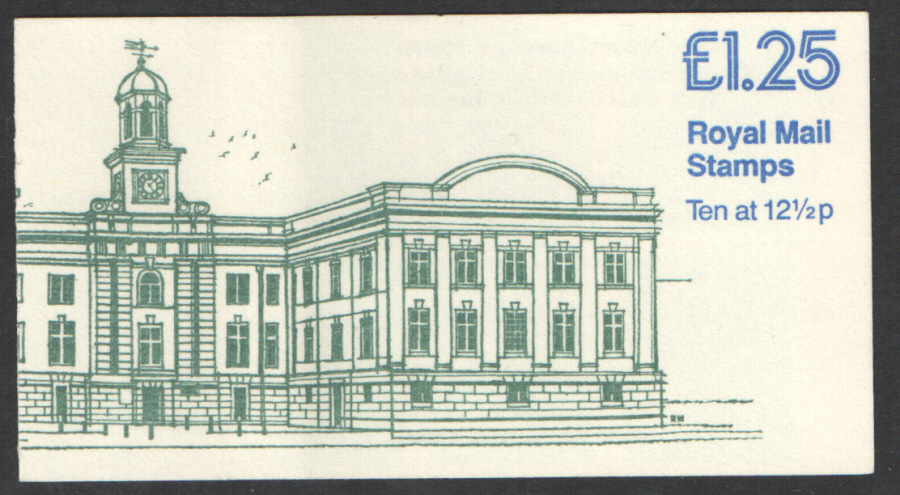 £1.25
Royal Mail
Stamps
Ten at 12½p